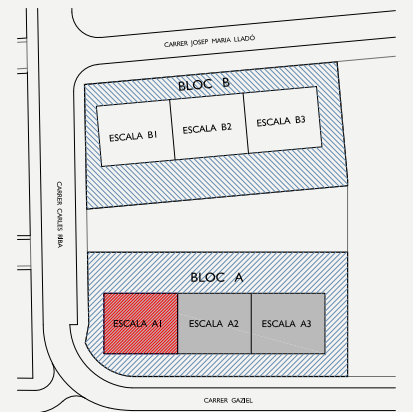 CARRER JOSEP MARIA LLADÓ
BLOC B
ESCALA B1
ESCALA B2
ESCALA B3
CARRER CARLES RIBA
BLOC A
ESCALA A1
ESCALA A2
ESCALA A3
CARRER GAZIEL